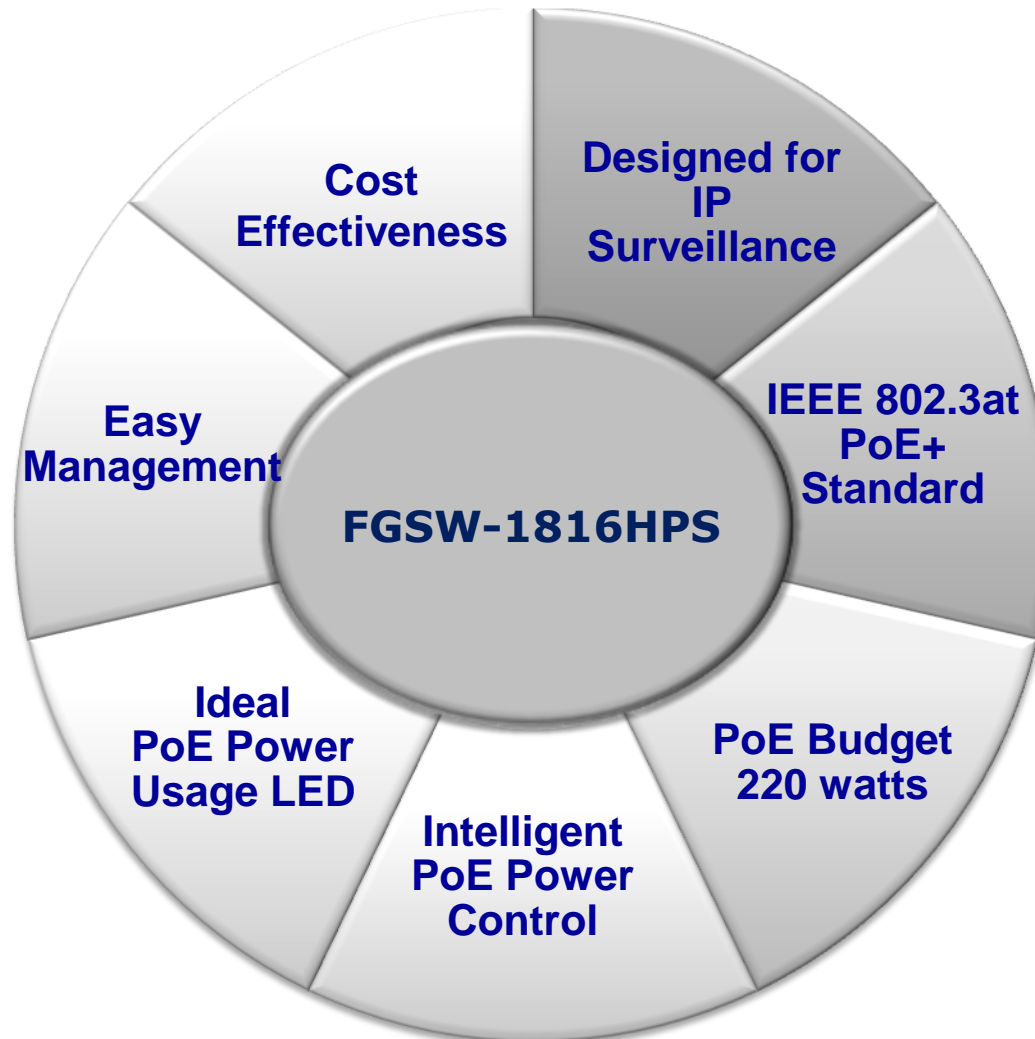 Designed for
IP
Surveillance
IEEE 802.3at
PoE+
Standard
PoE Budget
220 watts
Intelligent
PoE Power
Control
Ideal
PoE Power
Usage LED
Easy
Management
Cost
Effectiveness
FGSW-1816HPS